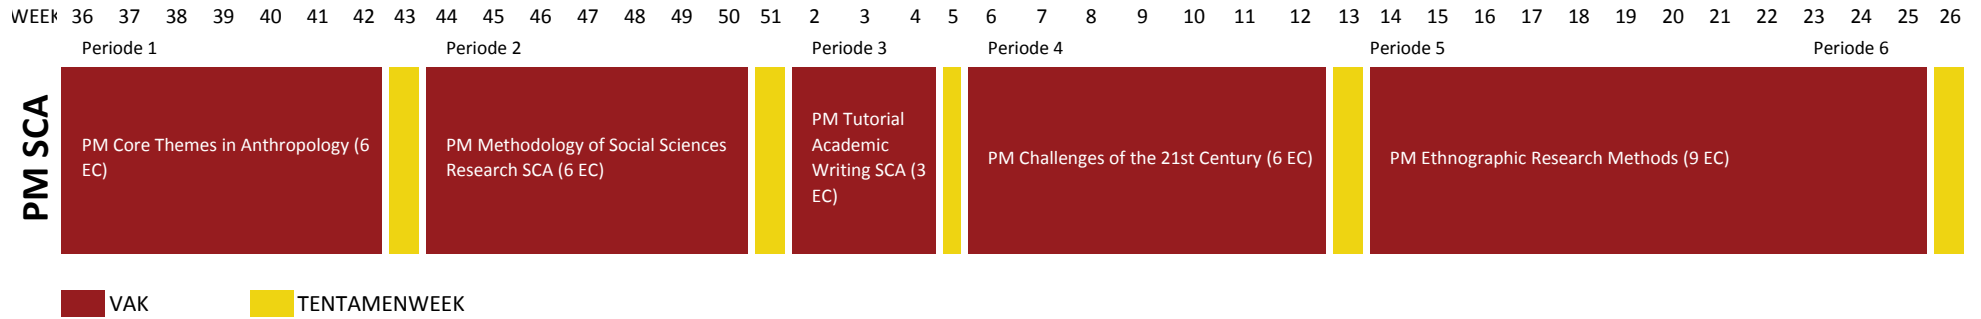 WEEK 36 37 38 39 40 41 42 43 44 45 46 47 48 49 50 51 2 3 4 5 6 7 8 9 10 11 12 13 14 15 16 17 18 19 20 21 22 23 24 25 26
Periode 1 Periode 2 Periode 3 Periode 4 Periode 5 Periode 6
PM SCA
PM Core Themes in Anthropology (6
EC)
PM Methodology of Social Sciences
Research SCA (6 EC)
PM Tutorial
Academic
Writing SCA (3
EC)
PM Challenges of the 21st Century (6 EC)
PM Ethnographic Research Methods (9 EC)
VAK
TENTAMENWEEK